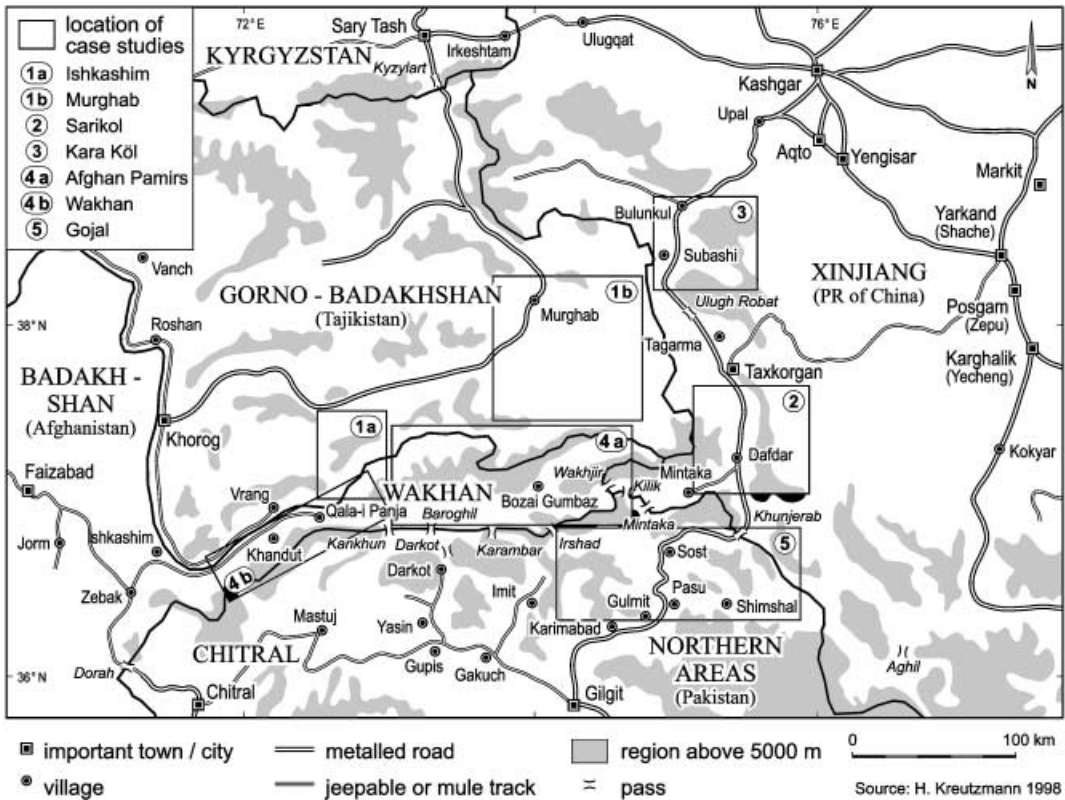 location of
case studies
1a Ishkashim
1b Murghab
2 Sarikol
3 Kara Köl
4a Afghan Pamirs
4b Wakhan
5 Gojal
72° E
76° E
Sary Tash
Irkeshtam
Ulugqat
KYRGYZSTAN
Kyzylart
Kashgar
N
Upal
Aqto
Yengisar
Markit
Bulunkul
3
Yarkand
(Shache)
Subashi
Vanch
XINJIANG
(PR of China)
GORNO - BADAKHSHAN
(Tajikistan)
1b
Ulugh Robat
Posgam
(Zepu)
38° N
Murghab
Roshan
Tagarma
Karghalik
(Yecheng)
BADAKH -
SHAN
(Afghanistan)
Taxkorgan
2
Khorog
1a
4a
Kokyar
Dafdar
Faizabad
Wakhjir
Mintaka
Kilik
WAKHAN
Bozai Gumbaz
Vrang
Qala-i Panja
Baroghil
Mintaka
Khunjerab
Jorm
Ishkashim
Khandut
Kankhun
Darkot
Karambar
Irshad
Sost
5
4b
Darkot
Zebak
Imit
Pasu
Shimshal
Mastuj
Gulmit
Yasin
Karimabad
CHITRAL
Gupis
Gakuch
NORTHERN
AREAS
(Pakistan)
Aghil
36° N
Dorah
Chitral
Gilgit
important town / city
metalled road
region above 5000 m
0 100 km
village
jeepable or mule track
pass
Source: H. Kreutzmann 1998